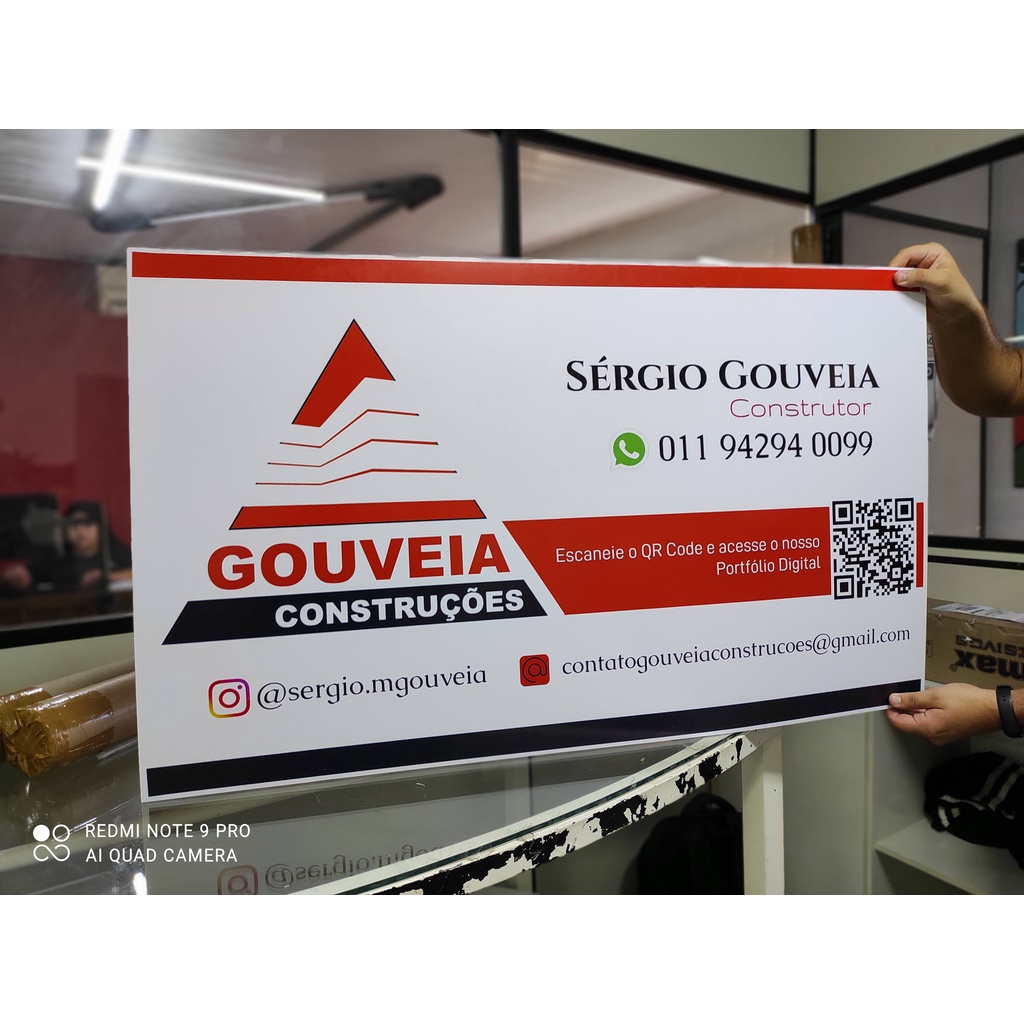 SÉRGIO GOUVEIA
Construtor
011 94294 0099
GOUVEIA
CONSTRUÇÕES
Escaneie o QR Code e acesse o nosso
Portfólio Digital
@sergio.mgouveia
contatogouveiaconstrucoes@gmail.com
REDMI NOTE 9 PRO
AI QUAD CAMERA